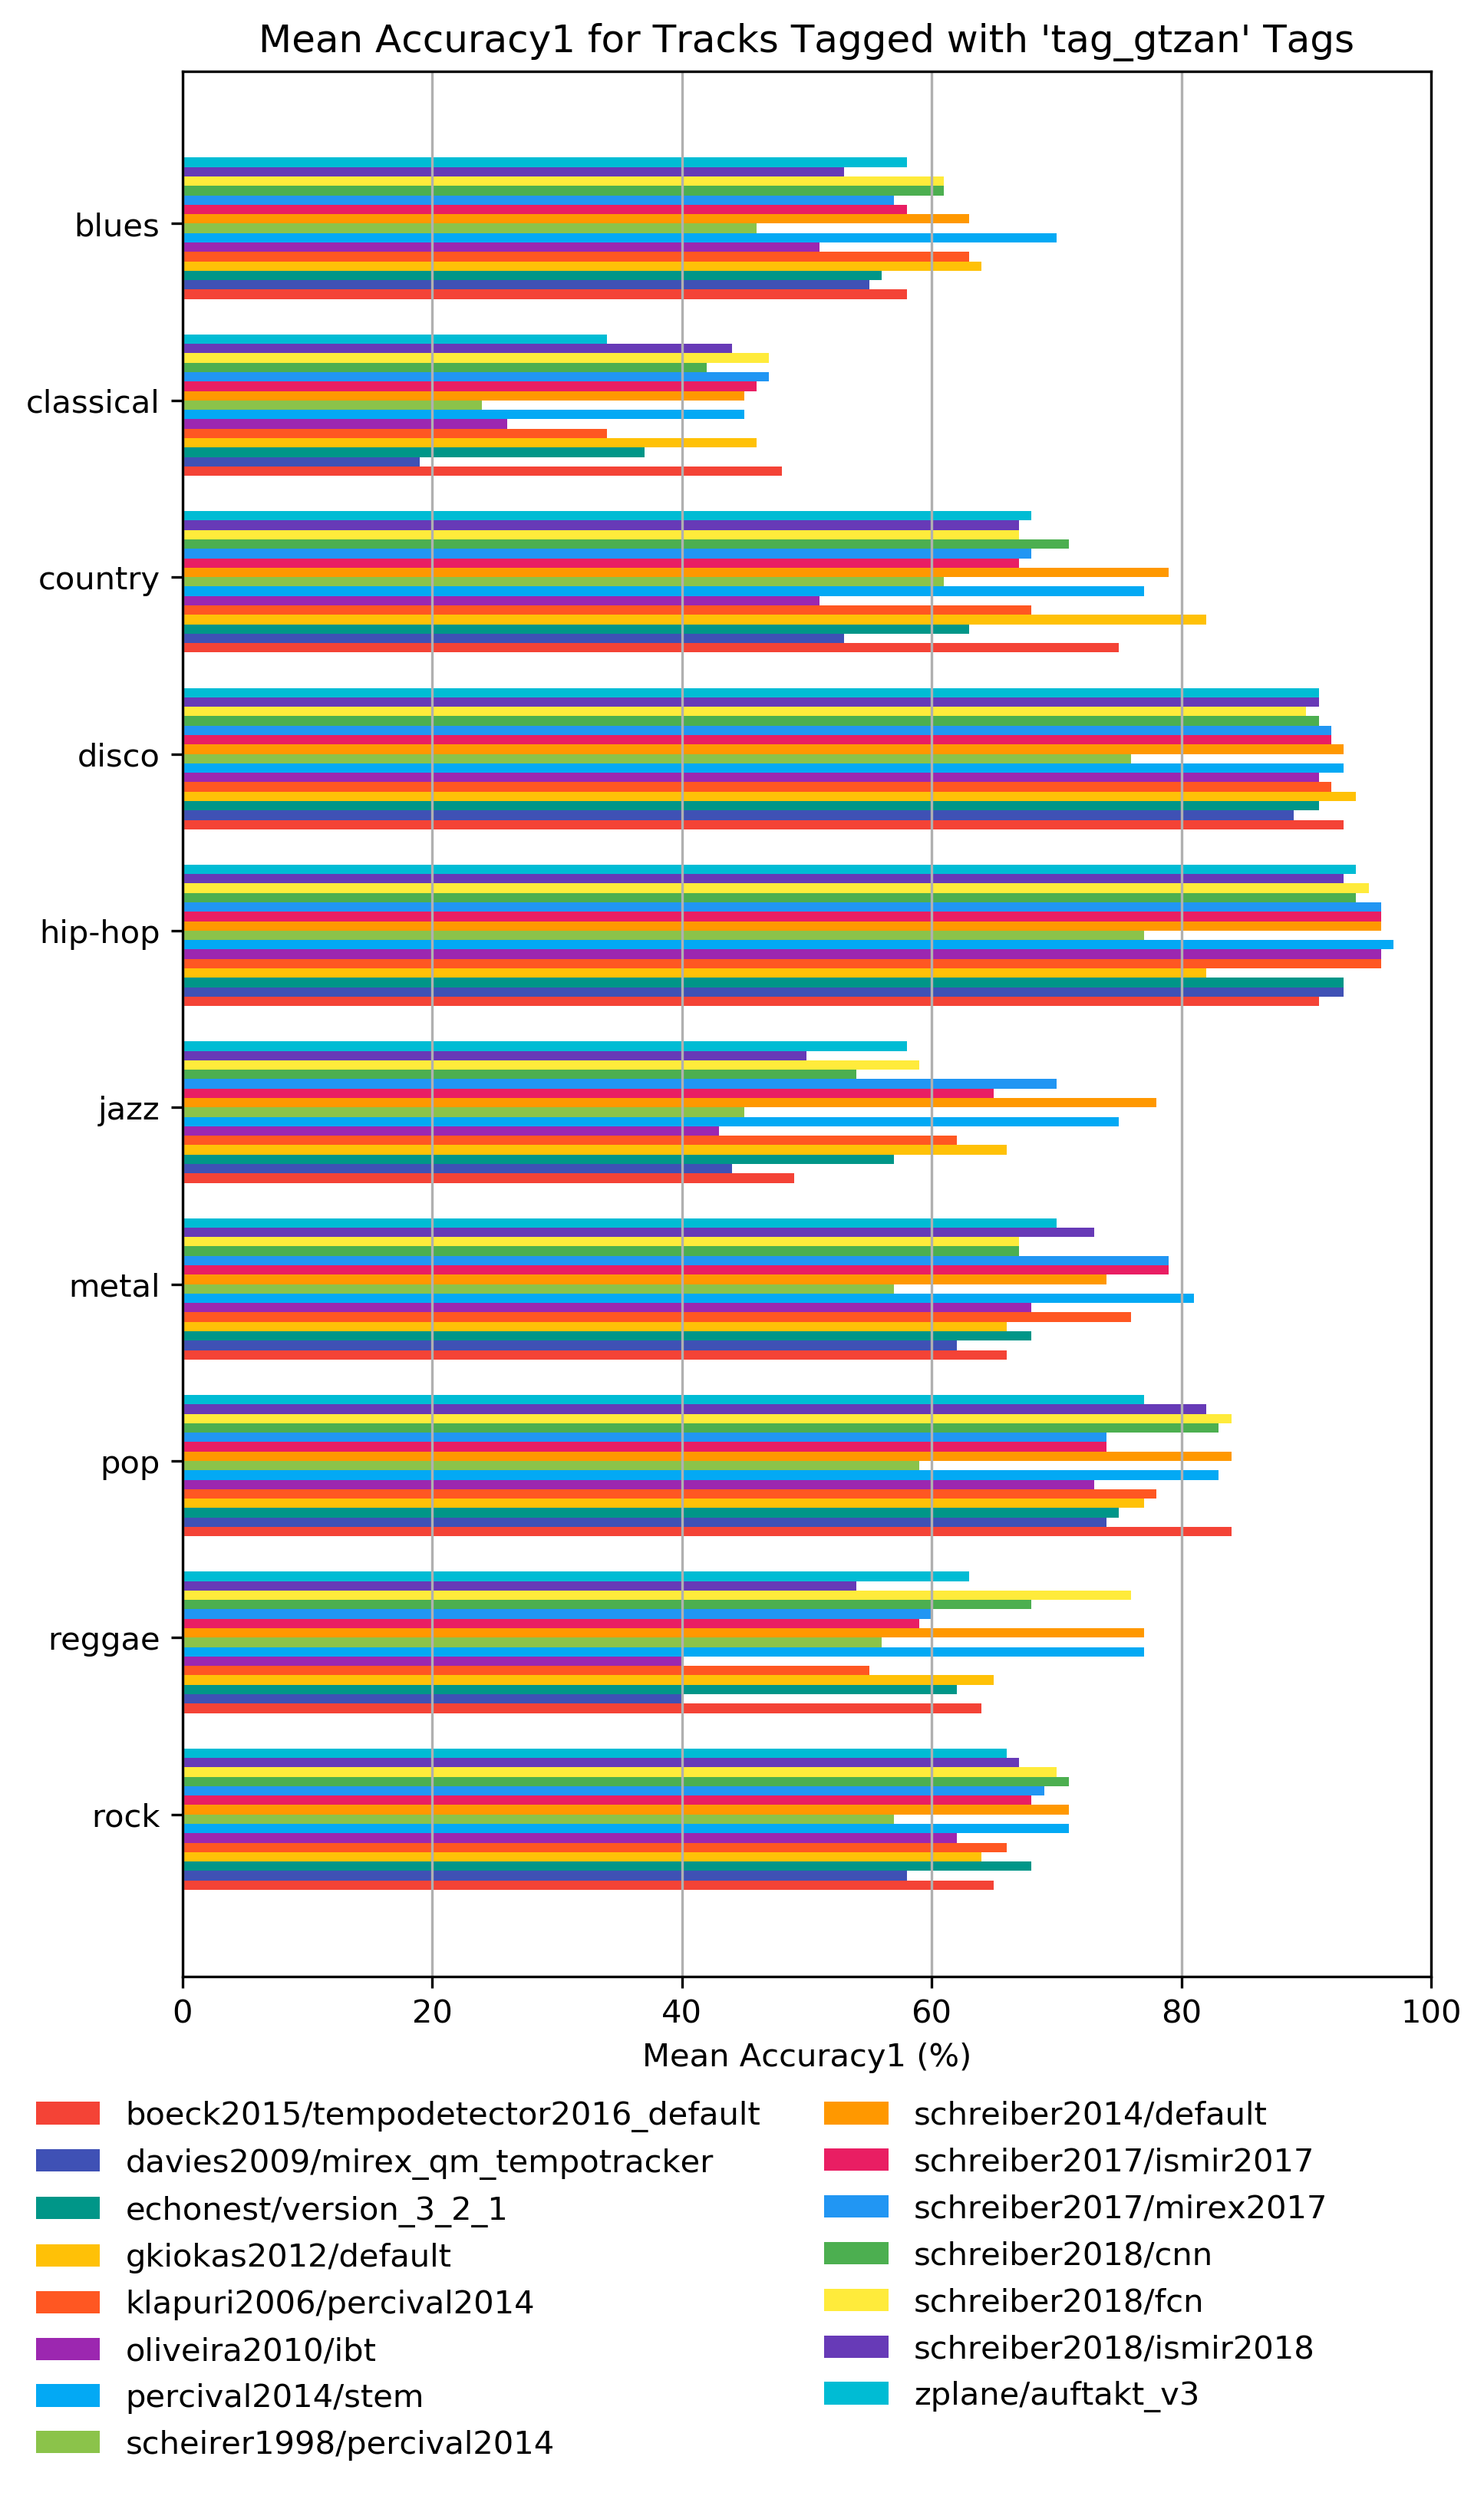 Mean Accuracy1 for Tracks Tagged with 'tag_gtzan' Tags
blues
classical
country
disco
hip-hop
jazz
metal
pop
reggae
rock
0 20 40 60 80 100
Mean Accuracy1 (%)
boeck2015/tempodetector2016_default
davies2009/mirex_qm_tempotracker
echonest/version_3_2_1
gkiokas2012/default
klapuri2006/percival2014
oliveira2010/ibt
percival2014/stem
scheirer1998/percival2014
schreiber2014/default
schreiber2017/ismir2017
schreiber2017/mirex2017
schreiber2018/cnn
schreiber2018/fcn
schreiber2018/ismir2018
zplane/auftakt_v3